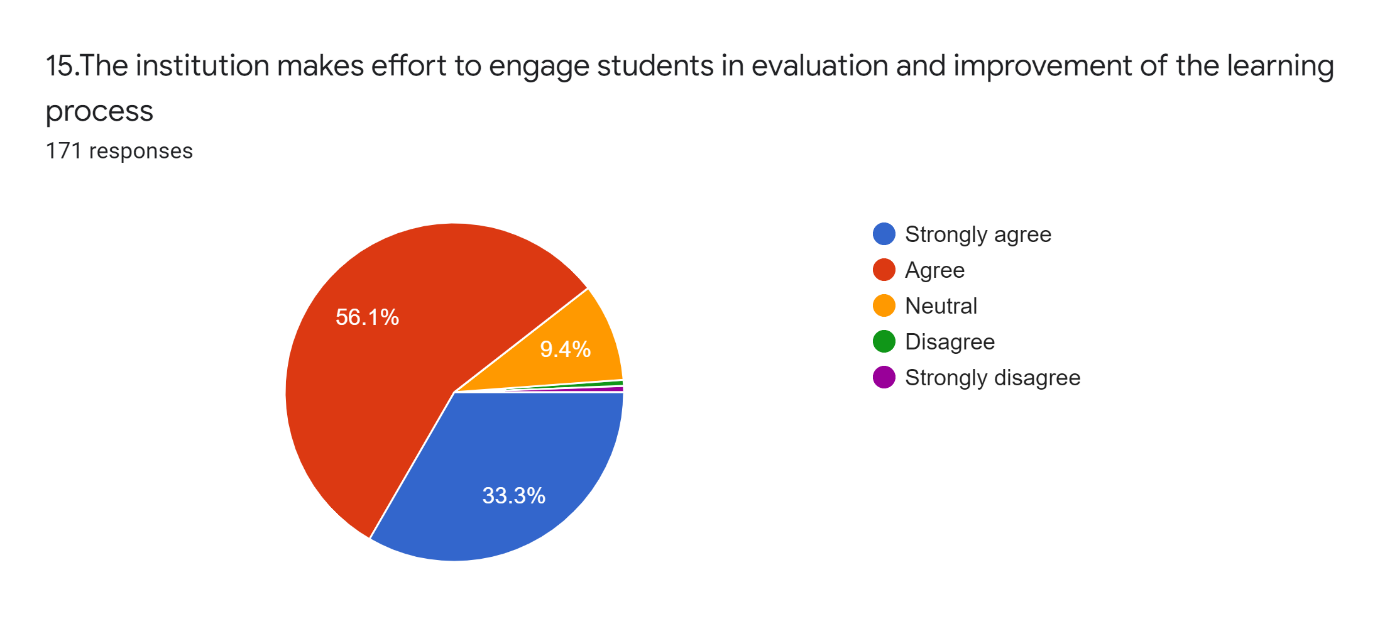 15.The institution makes effort to engage students in evaluation and improvement of the learning
process
171 responses
56.1%
9.4%
33.3%
Strongly agree
Agree
Neutral
Disagree
Strongly disagree